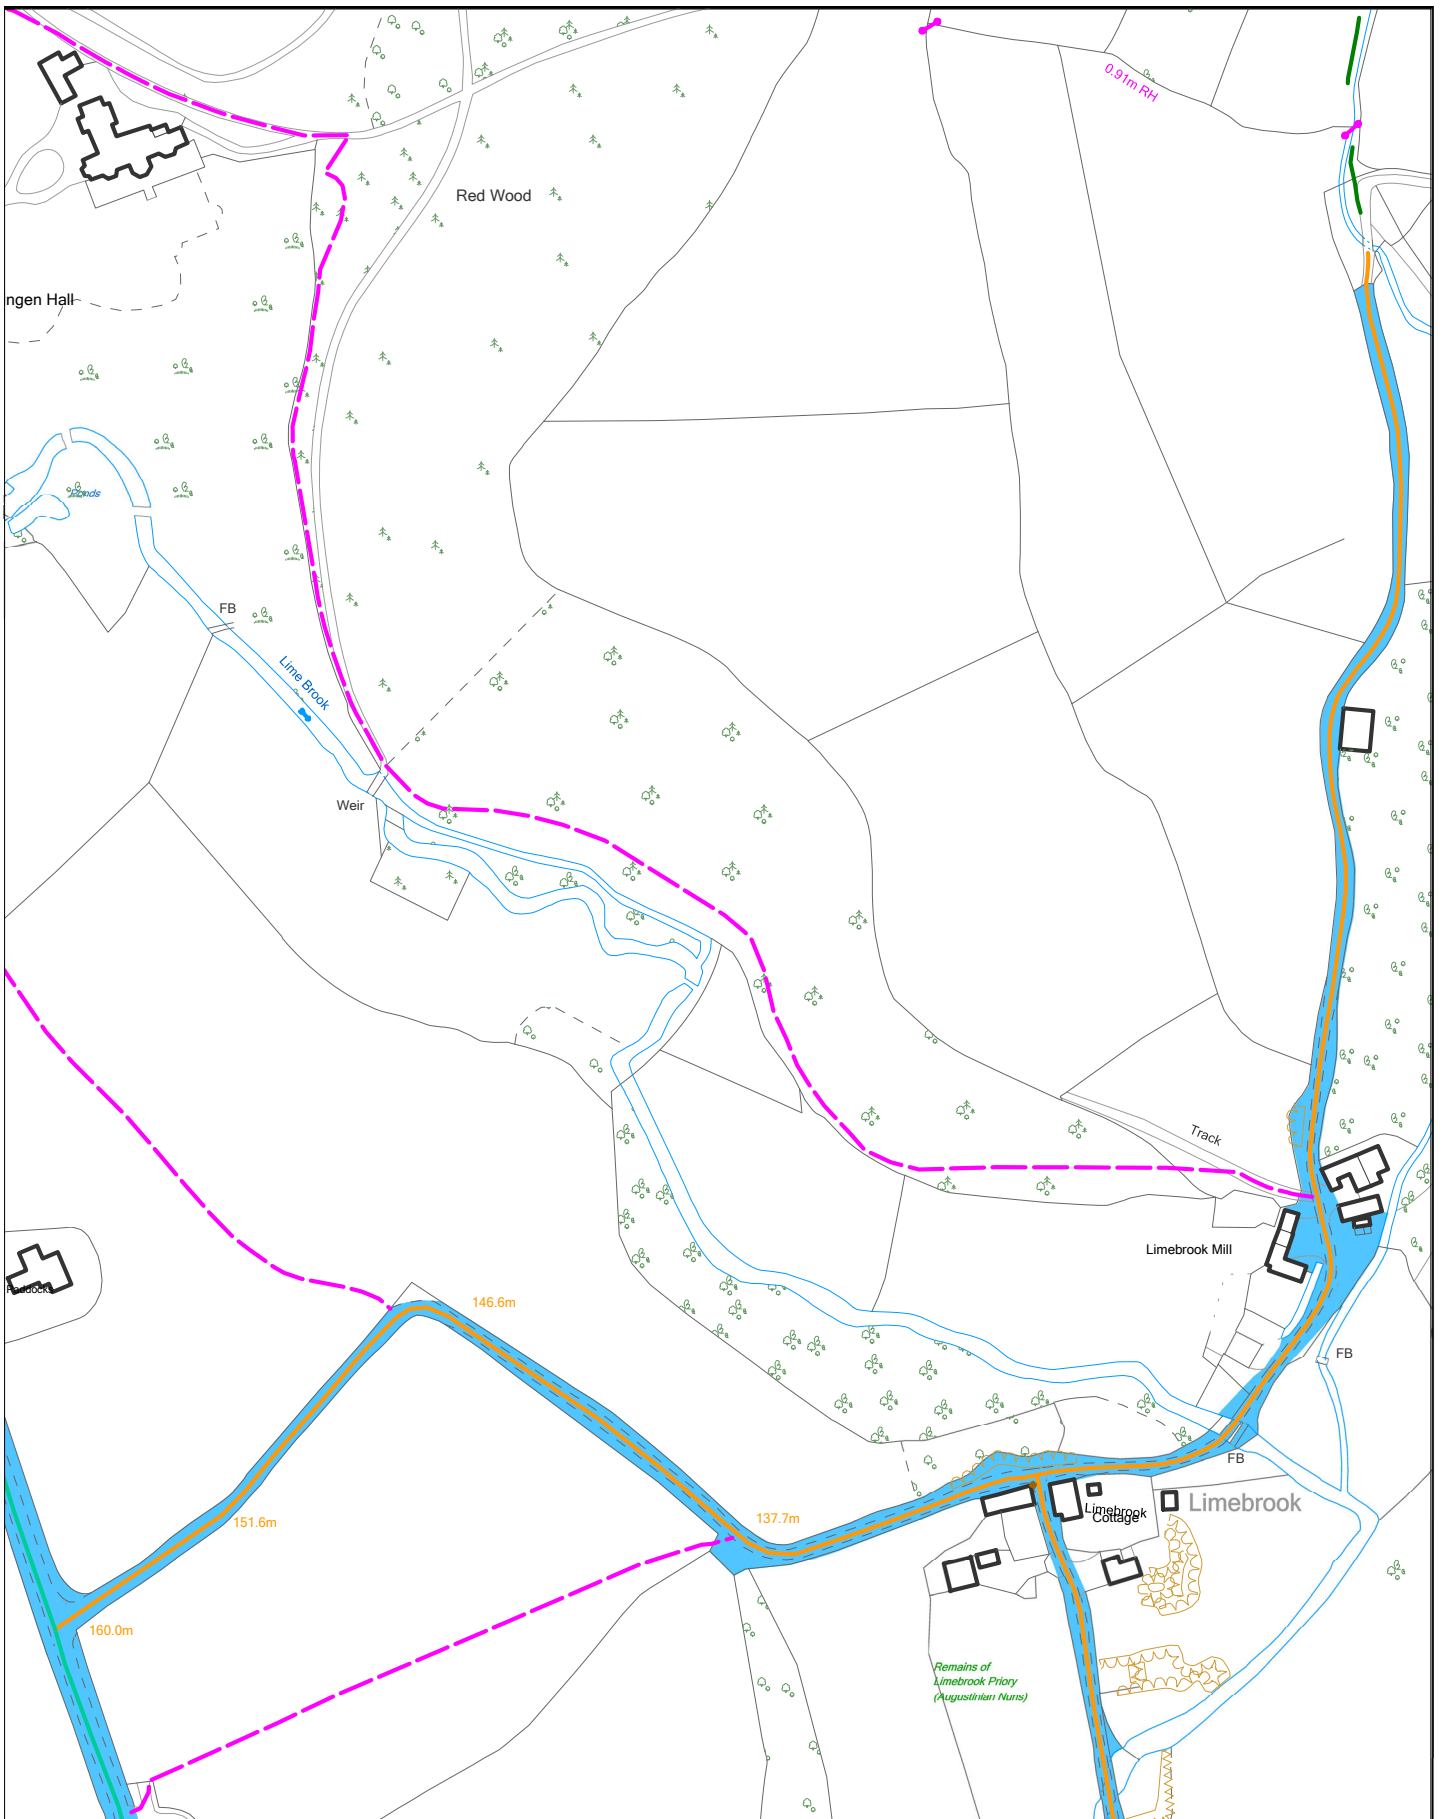 0.91m RH
Red Wood
ngen Hall
Ponds
FB
Lime Brook
Weir
Track
Limebrook Mill
Paddocks
146.6m
FB
FB
151.6m
137.7m
Limebrook
Cottage
Limebrook
160.0m
Remains of
Limebrook Priory
(Augustinian Nuns)